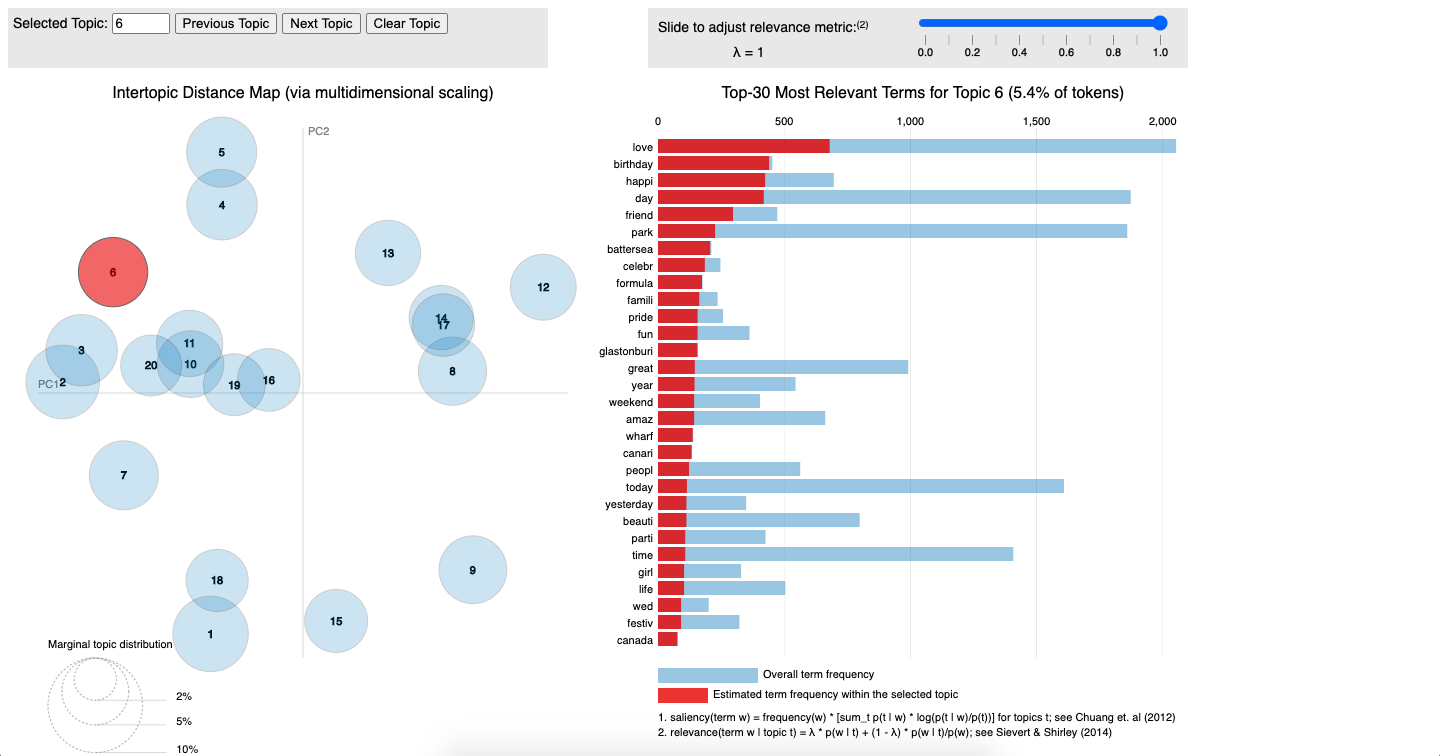 Selected Topic: 6 Previous Topic Next Topic Clear Topic
Slide to adjust relevance metric:(2)
λ = 1
0.0 0.2 0.4 0.6 0.8 1.0
Intertopic Distance Map (via multidimensional scaling)
PC2
PC1
5
4
13
6
12
14
17
11
3
20
10
8
2
19
16
7
9
18
15
1
Marginal topic distribution
2%
5%
10%
Top-30 Most Relevant Terms for Topic 6 (5.4% of tokens)
0 500 1,000 1,500 2,000
love
birthday
happi
day
friend
park
battersea
celebr
formula
famili
pride
fun
glastonburi
great
year
weekend
amaz
wharf
canari
peopl
today
yesterday
beauti
parti
time
girl
life
wed
festiv
canada
Overall term frequency
Estimated term frequency within the selected topic
1. saliency(term w) = frequency(w) * [sum_t p(t | w) * log(p(t | w)/p(t))] for topics t; see Chuang et. al (2012)
2. relevance(term w | topic t) = λ * p(w | t) + (1 - λ) * p(w | t)/p(w); see Sievert & Shirley (2014)